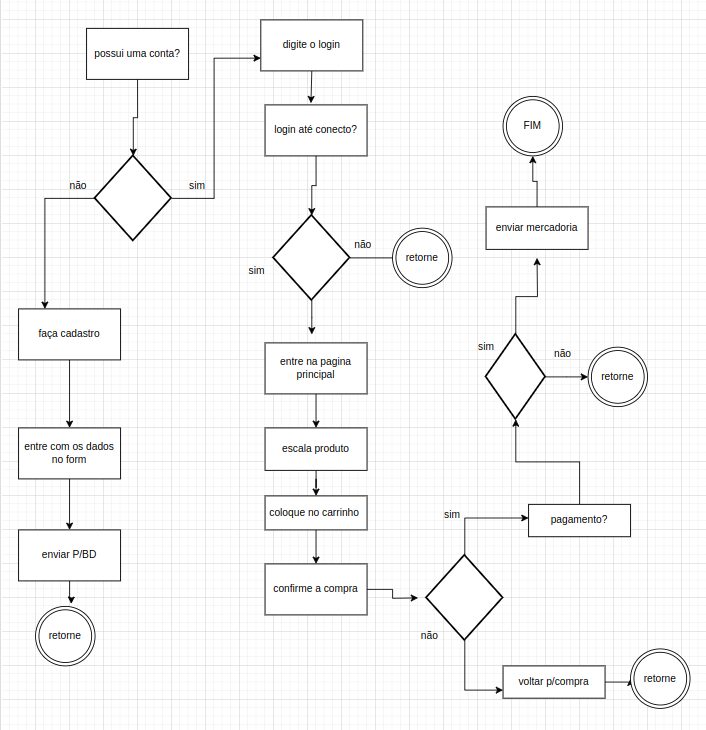 possui uma conta?
não
sim
faça cadastro
entre com os dados
no form
enviar P/BD
retorne
digite o login
login até conecto?
não
sim
retorne
entre na pagina
principal
escala produto
coloque no carrinho
confirme a compra
sim
não
voltar p/compra
retorne
pagamento?
sim
não
retorne
enviar mercadoria
FIM